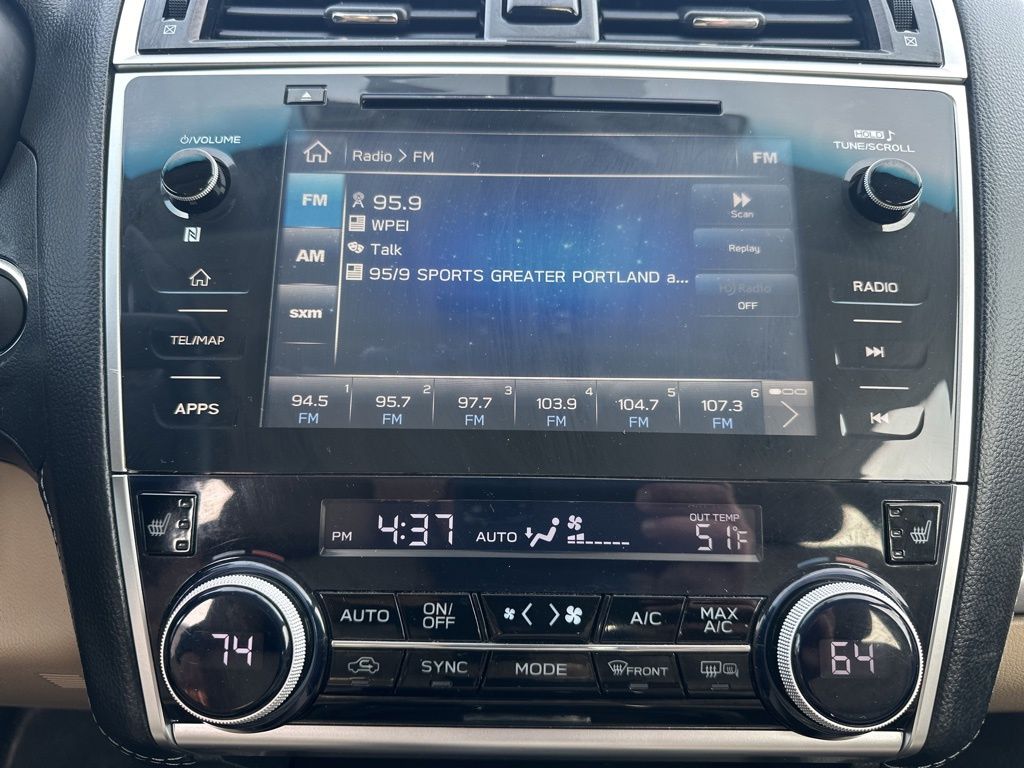 ⏻/VOLUME
HOLD ♪
TUNE/SCROLL
Radio > FM
FM
FM
AM
sxm
95.9
WPEI
Talk
95/9 SPORTS GREATER PORTLAND a...
Scan
Replay
HD Radio
OFF
1 2 3 4 5 6
94.5 95.7 97.7 103.9 104.7 107.3
FM FM FM FM FM FM
TEL/MAP
APPS
RADIO
PM 4:37 AUTO
OUT TEMP
51°F
74
64
AUTO ON/OFF A/C MAX A/C
SYNC MODE FRONT